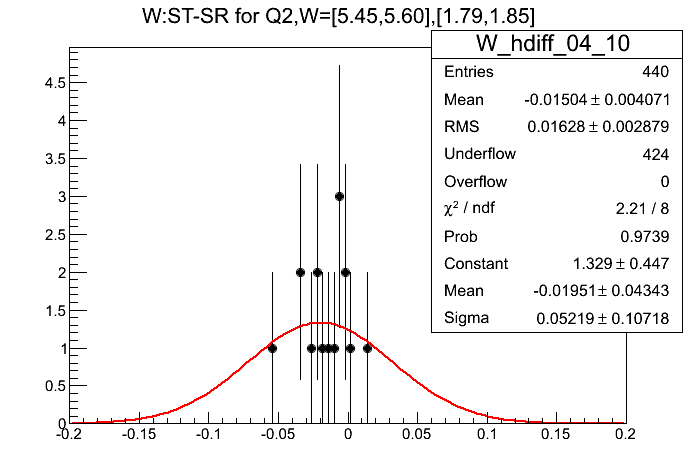 W:ST-SR for Q2,W=[5.45,5.60],[1.79,1.85]
W_hdiff_04_10
Entries 440
Mean -0.01504 ± 0.004071
RMS 0.01628 ± 0.002879
Underflow 424
Overflow 0
χ² / ndf 2.21 / 8
Prob 0.9739
Constant 1.329 ± 0.447
Mean -0.01951 ± 0.04343
Sigma 0.05219 ± 0.10718
4.5
4
3.5
3
2.5
2
1.5
1
0.5
0
-0.2 -0.15 -0.1 -0.05 0 0.05 0.1 0.15 0.2